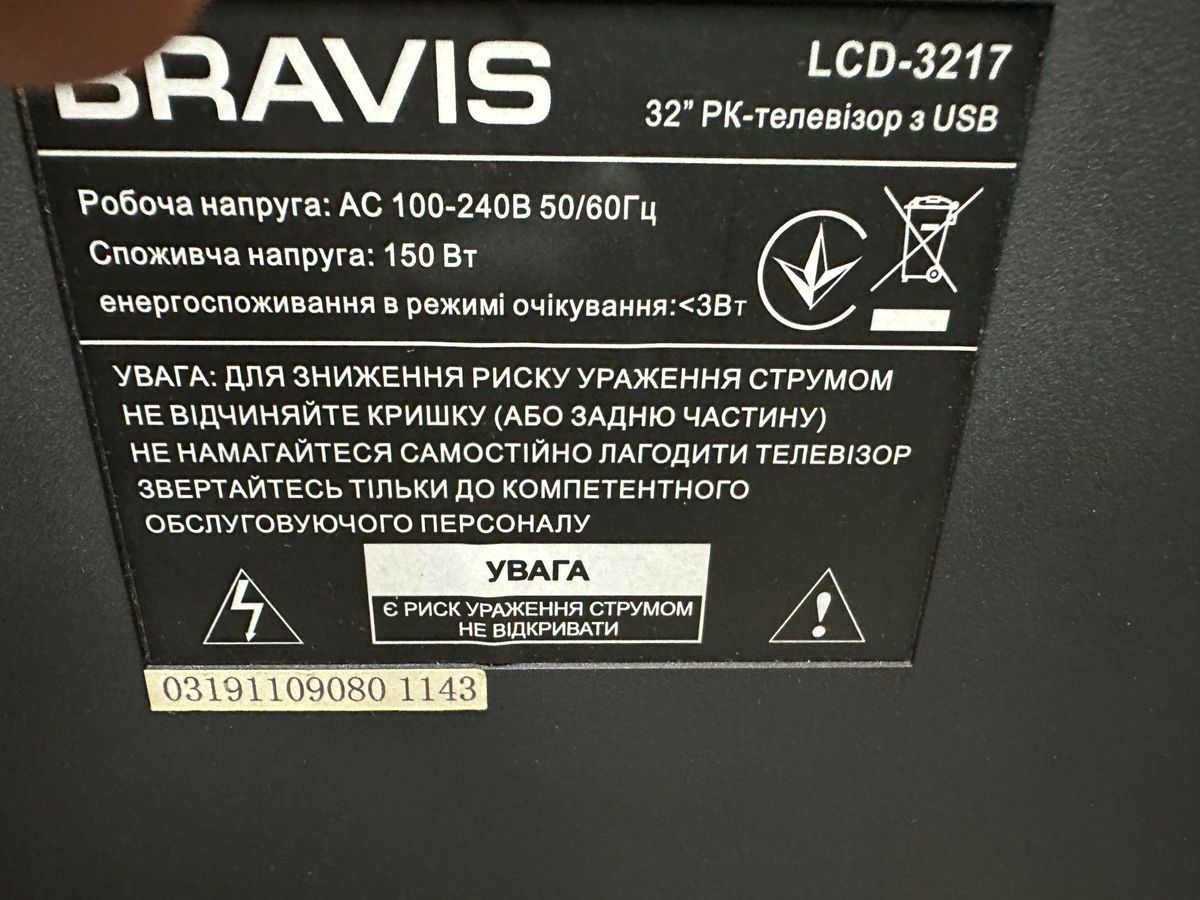 BRAVIS
LCD-3217
32" РК-телевізор з USB
Робоча напруга: AC 100-240В 50/60Гц
Споживча напруга: 150 Вт
енергоспоживання в режимі очікування:<3Вт
УВАГА: ДЛЯ ЗНИЖЕННЯ РИСКУ УРАЖЕННЯ СТРУМОМ
НЕ ВІДЧИНЯЙТЕ КРИШКУ (АБО ЗАДНЮ ЧАСТИНУ)
НЕ НАМАГАЙТЕСЯ САМОСТІЙНО ЛАГОДИТИ ТЕЛЕВІЗОР
ЗВЕРТАЙТЕСЬ ТІЛЬКИ ДО КОМПЕТЕНТНОГО
ОБСЛУГОВУЮЧОГО ПЕРСОНАЛУ
УВАГА
Є РИСК УРАЖЕННЯ СТРУМОМ
НЕ ВІДКРИВАТИ
03191109080 1143